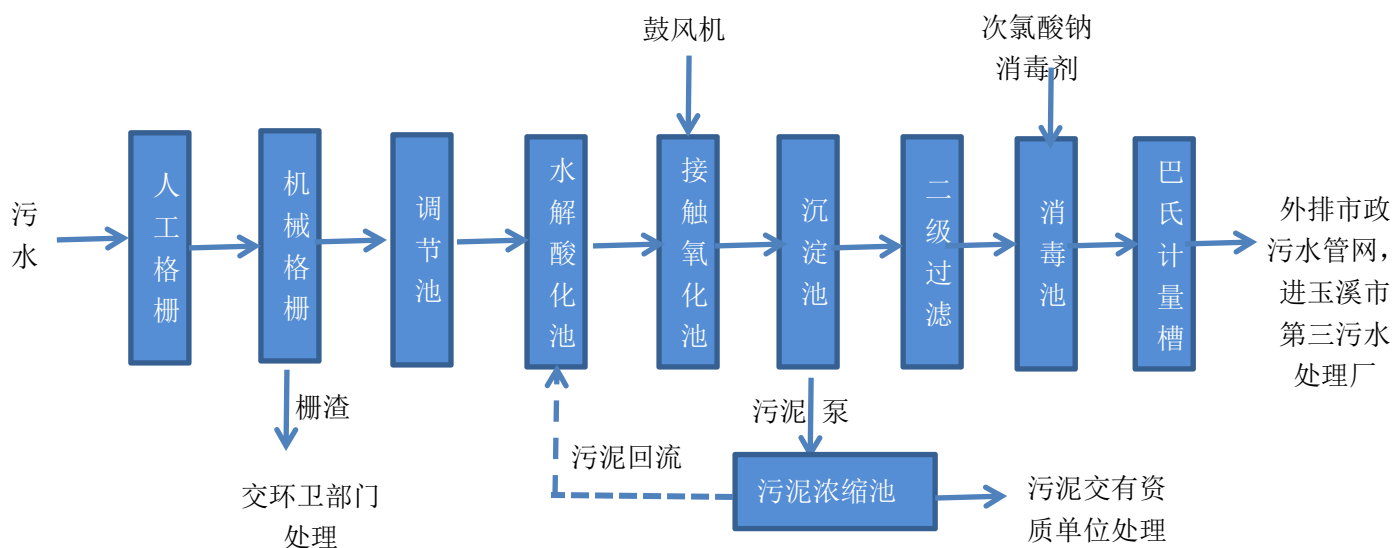 鼓风机
次氯酸钠
消毒剂
污
水
人工格栅
机械格栅
调节池
水解酸化池
接触氧化池
沉淀池
二级过滤
消毒池
巴氏计量槽
外排市政
污水管网,
进玉溪市
第三污水
处理厂
栅渣
交环卫部门
处理
污泥 泵
污泥回流
污泥浓缩池
污泥交有资
质单位处理